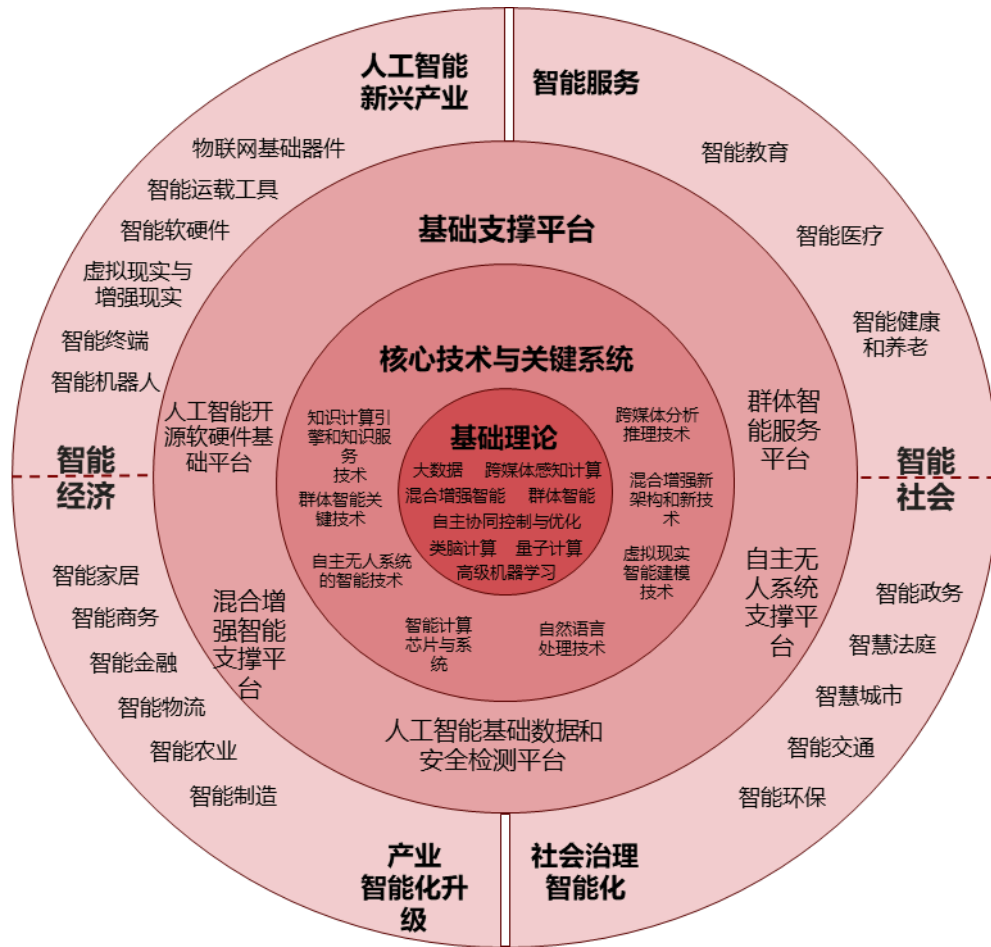 人工智能
新兴产业
智能服务
物联网基础器件
智能运载工具
智能软硬件
虚拟现实与
增强现实
智能终端
智能机器人
智能教育
智能医疗
智能健康
和养老
智能
经济
智能
社会
智能家居
智能商务
智能金融
智能物流
智能农业
智能制造
智能政务
智慧法庭
智慧城市
智能交通
智能环保
产业
智能化升
级
社会治理
智能化
基础支撑平台
人工智能开
源软硬件基
础平台
群体智
能服务
平台
混合增
强智能
支撑平
台
自主无
人系统
支撑平
台
人工智能基础数据和
安全检测平台
核心技术与关键系统
知识计算引
擎和知识服
务
技术
跨媒体分析
推理技术
群体智能关
键技术
混合增强新
架构和新技
术
自主无人系统
的智能技术
虚拟现实
智能建模
技术
智能计算
芯片与系
统
自然语言
处理技术
基础理论
大数据 跨媒体感知计算
混合增强智能 群体智能
自主协同控制与优化
类脑计算 量子计算
高级机器学习